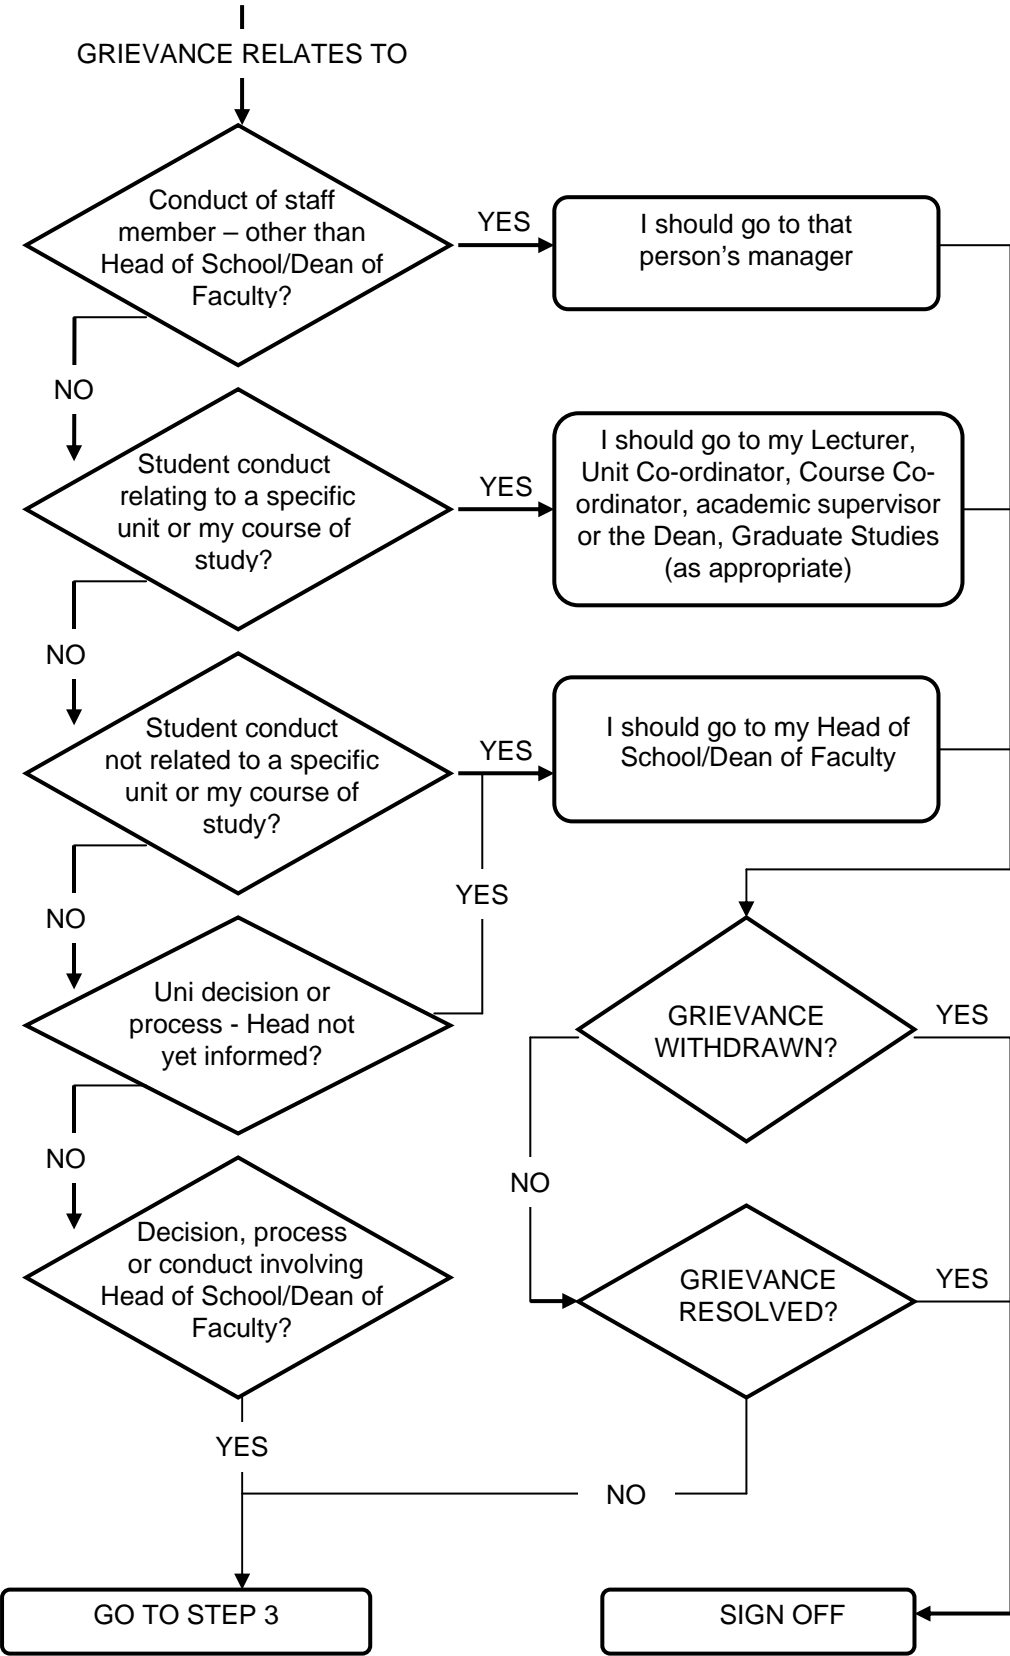 GRIEVANCE RELATES TO
Conduct of staff
member – other than
Head of School/Dean of
Faculty?
YES
I should go to that
person's manager
NO
Student conduct
relating to a specific
unit or my course of
study?
YES
I should go to my Lecturer,
Unit Co-ordinator, Course Co-
ordinator, academic supervisor
or the Dean, Graduate Studies
(as appropriate)
NO
Student conduct
not related to a specific
unit or my course of
study?
YES
I should go to my Head of
School/Dean of Faculty
YES
NO
Uni decision or
process - Head not
yet informed?
GRIEVANCE
WITHDRAWN?
YES
NO
NO
Decision, process
or conduct involving
Head of School/Dean of
Faculty?
GRIEVANCE
RESOLVED?
YES
YES
NO
GO TO STEP 3
SIGN OFF